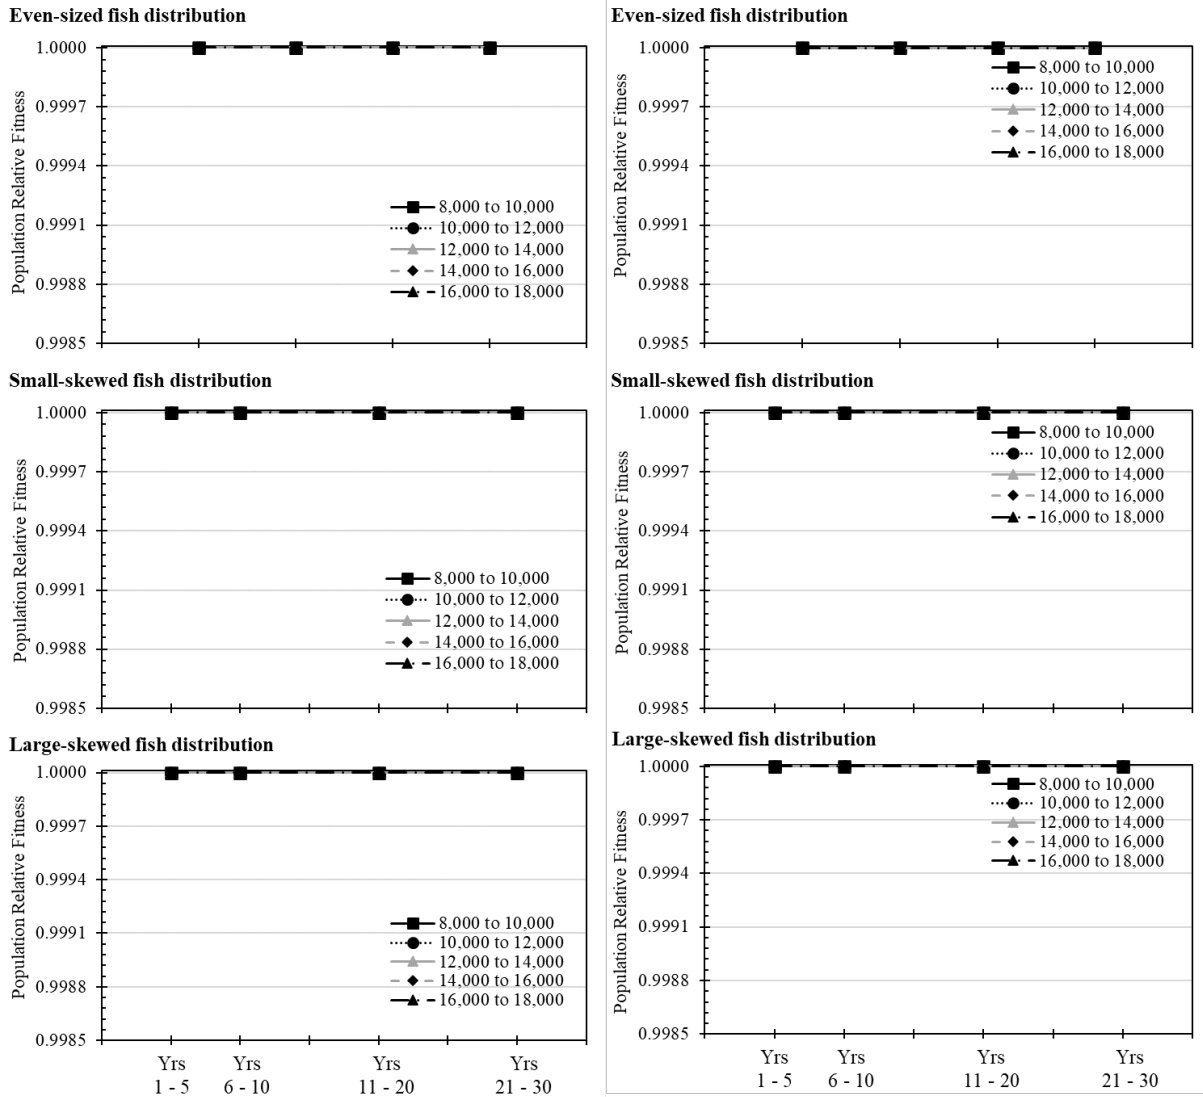 Even-sized fish distribution
1.0000
0.9997
0.9994
0.9991
0.9988
0.9985
Population Relative Fitness
8,000 to 10,000
10,000 to 12,000
12,000 to 14,000
14,000 to 16,000
16,000 to 18,000
Small-skewed fish distribution
1.0000
0.9997
0.9994
0.9991
0.9988
0.9985
Population Relative Fitness
8,000 to 10,000
10,000 to 12,000
12,000 to 14,000
14,000 to 16,000
16,000 to 18,000
Large-skewed fish distribution
1.0000
0.9997
0.9994
0.9991
0.9988
0.9985
Population Relative Fitness
8,000 to 10,000
10,000 to 12,000
12,000 to 14,000
14,000 to 16,000
16,000 to 18,000
Yrs Yrs Yrs Yrs
1 - 5 6 - 10 11 - 20 21 - 30
Even-sized fish distribution
1.0000
0.9997
0.9994
0.9991
0.9988
0.9985
Population Relative Fitness
8,000 to 10,000
10,000 to 12,000
12,000 to 14,000
14,000 to 16,000
16,000 to 18,000
Small-skewed fish distribution
1.0000
0.9997
0.9994
0.9991
0.9988
0.9985
Population Relative Fitness
8,000 to 10,000
10,000 to 12,000
12,000 to 14,000
14,000 to 16,000
16,000 to 18,000
Large-skewed fish distribution
1.0000
0.9997
0.9994
0.9991
0.9988
0.9985
Population Relative Fitness
8,000 to 10,000
10,000 to 12,000
12,000 to 14,000
14,000 to 16,000
16,000 to 18,000
Yrs Yrs Yrs Yrs
1 - 5 6 - 10 11 - 20 21 - 30